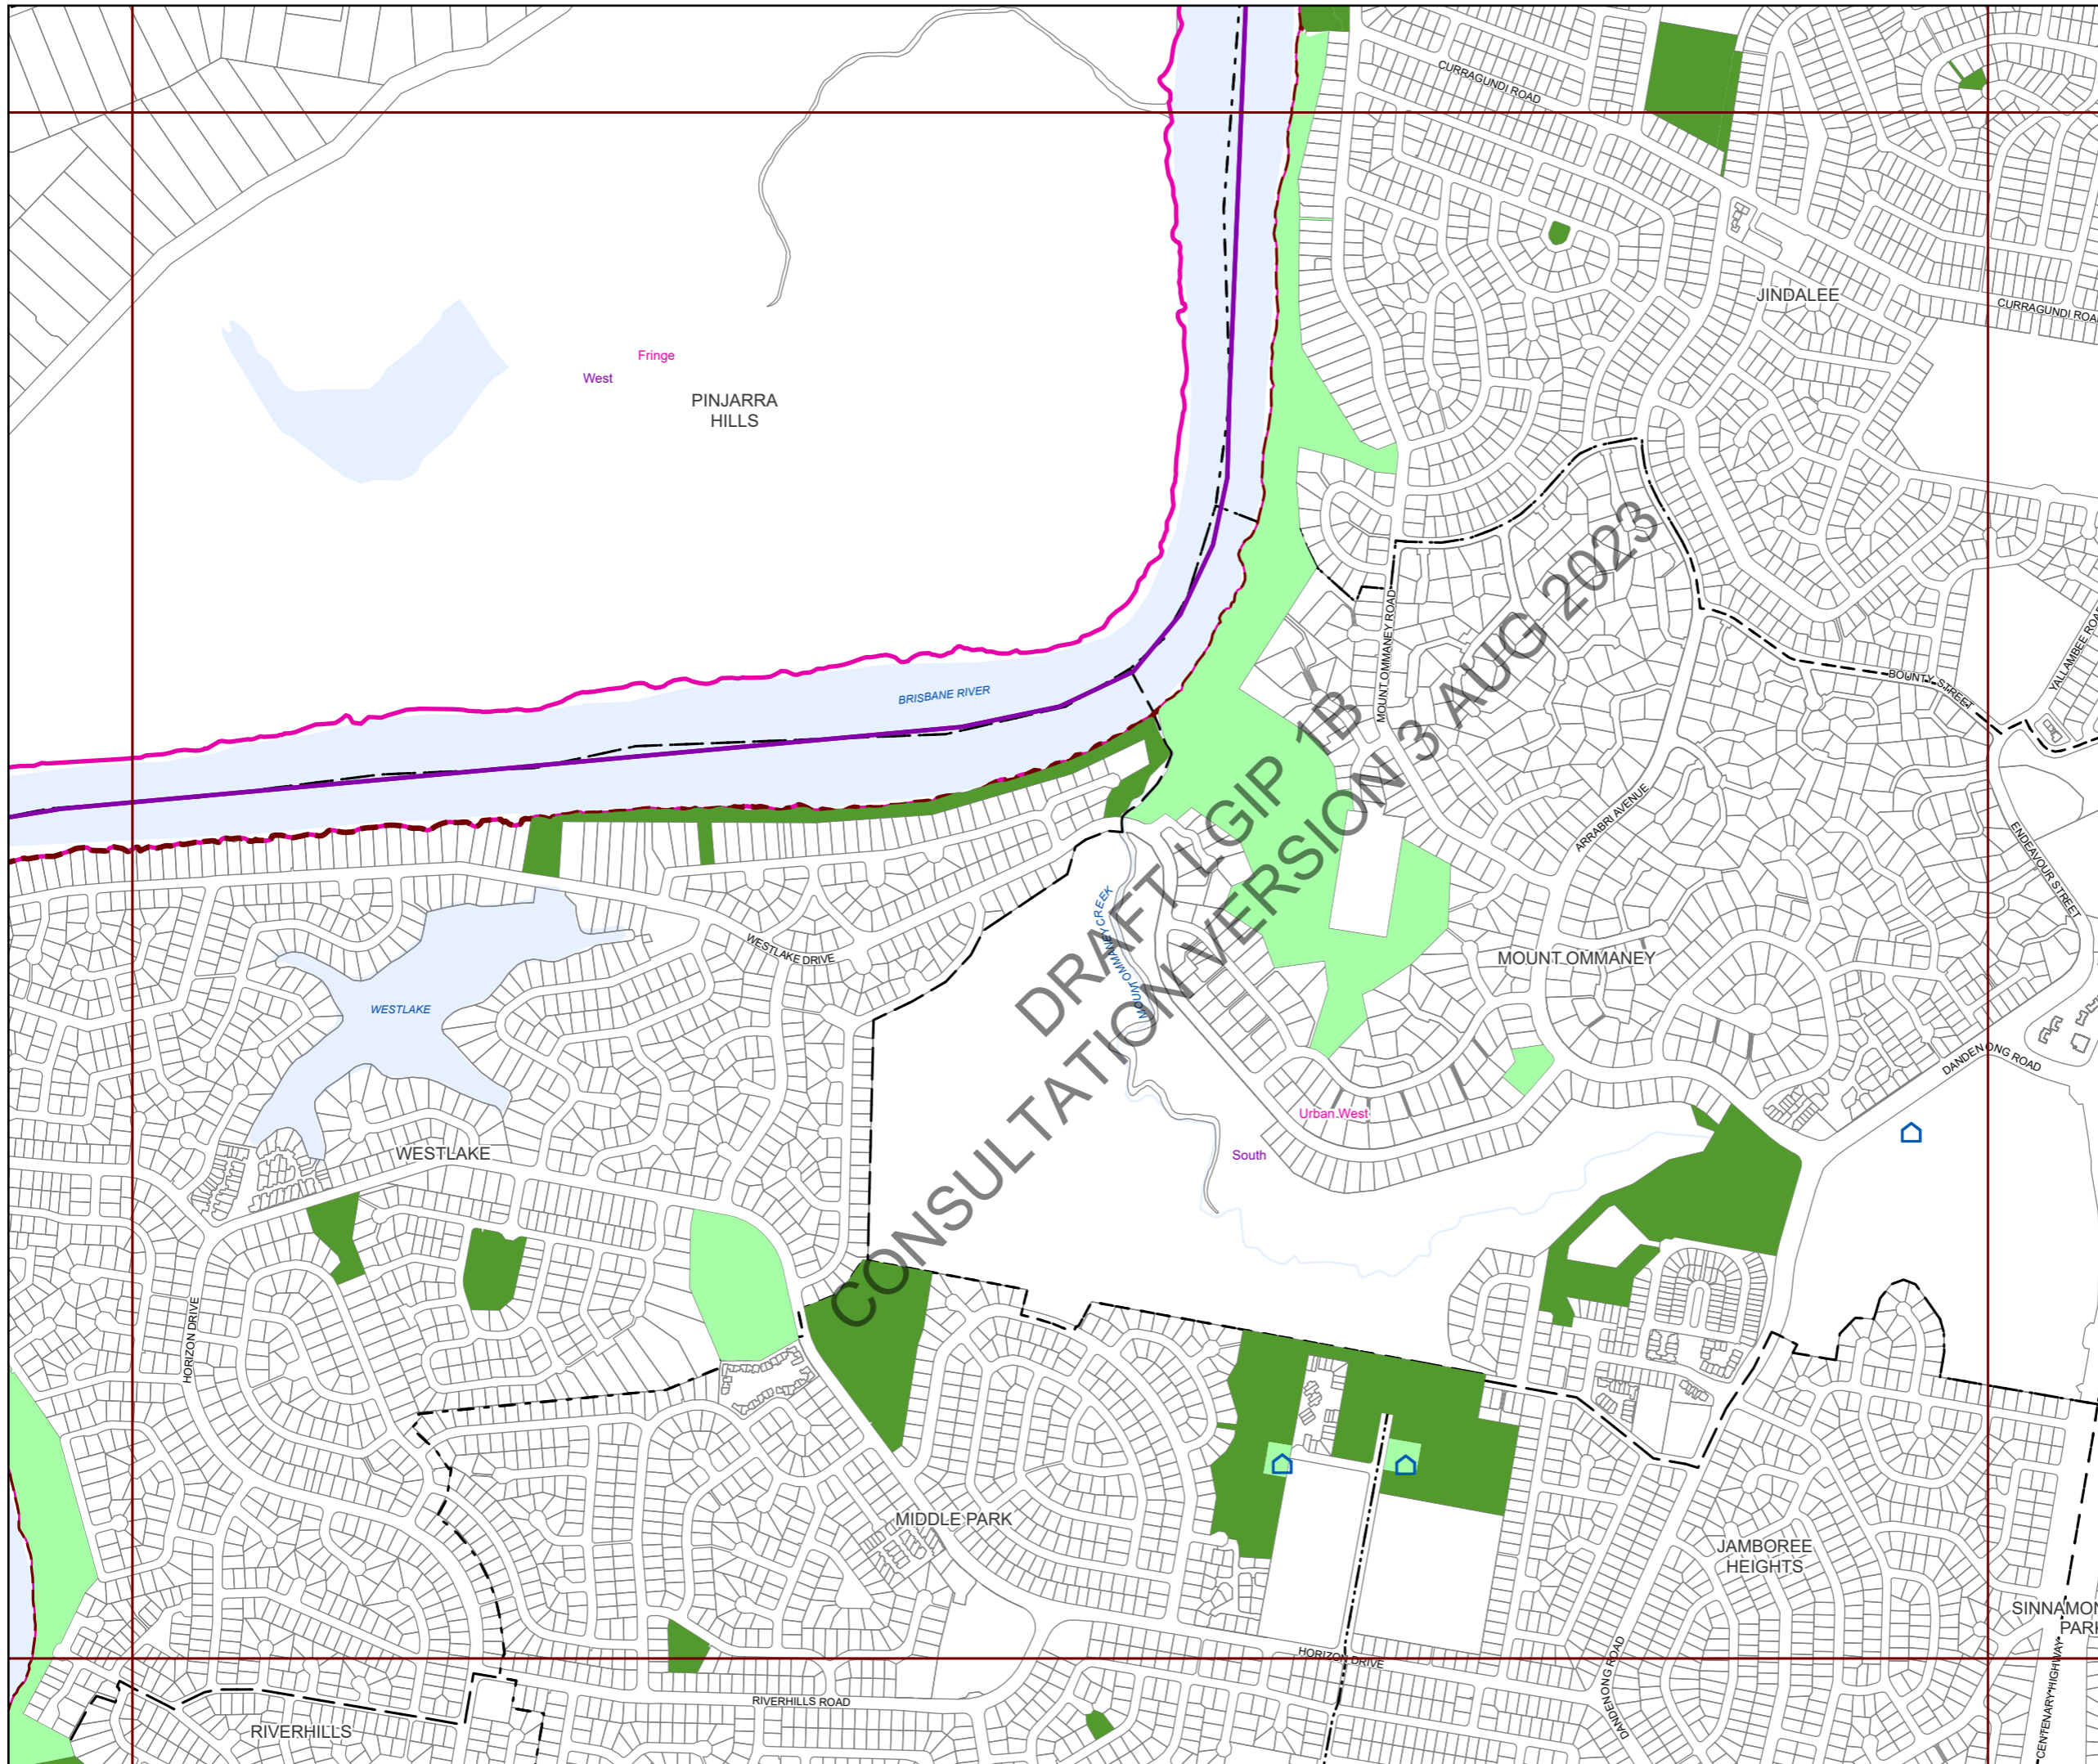 CURRAGUNDI ROAD
JINDALEE
CURRAGUNDI ROA
Fringe
West
PINJARRA
HILLS
MOUNT OMMANEY ROAD
YALLAMBEE ROA
BOUNTY STREET
BRISBANE RIVER
ARRABRI AVENUE
ENDEAVOUR STREET
MOUNT OMMANEY CREEK
WESTLAKE DRIVE
MOUNT OMMANEY
WESTLAKE
DANDENONG ROAD
DRAFT LGIP 1B
CONSULTATION VERSION 3 AUG 2023
Urban West
WESTLAKE
South
HORIZON DRIVE
MIDDLE PARK
JAMBOREE
HEIGHTS
SINNAMON
PARK
HORIZON DRIVE
DANDENONG ROAD
CENTENARY HIGHWAY
RIVERHILLS ROAD
RIVERHILLS